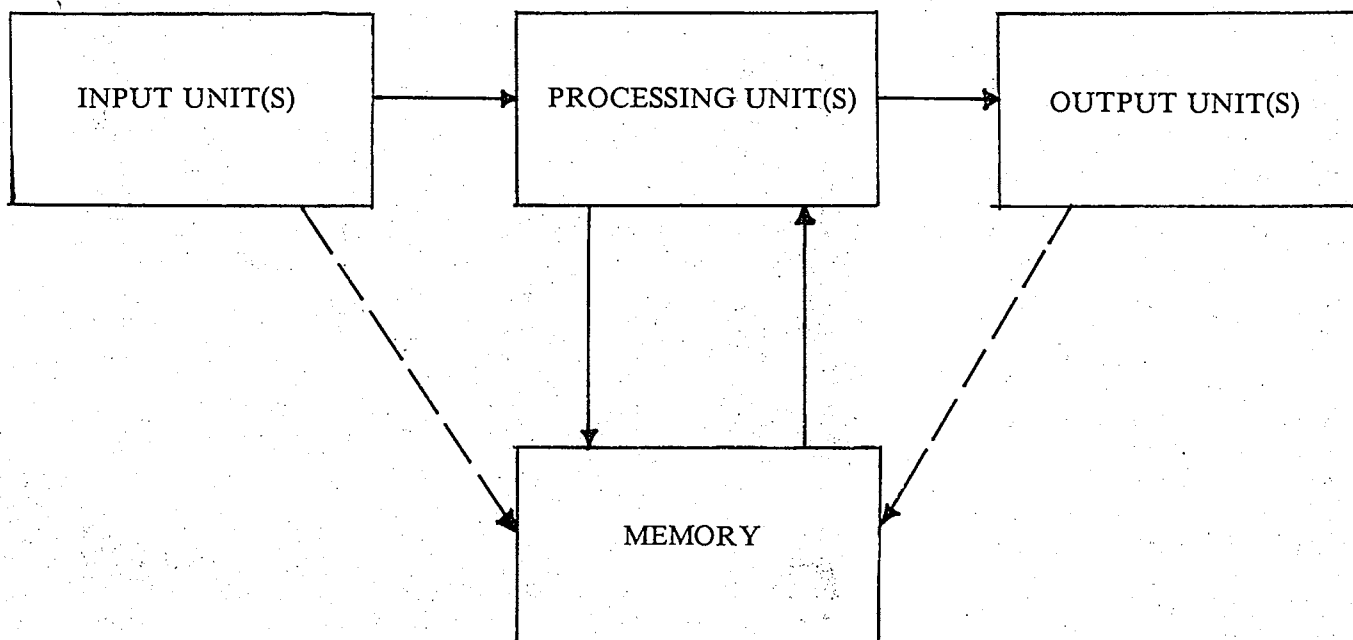 INPUT UNIT(S)
PROCESSING UNIT(S)
OUTPUT UNIT(S)
MEMORY